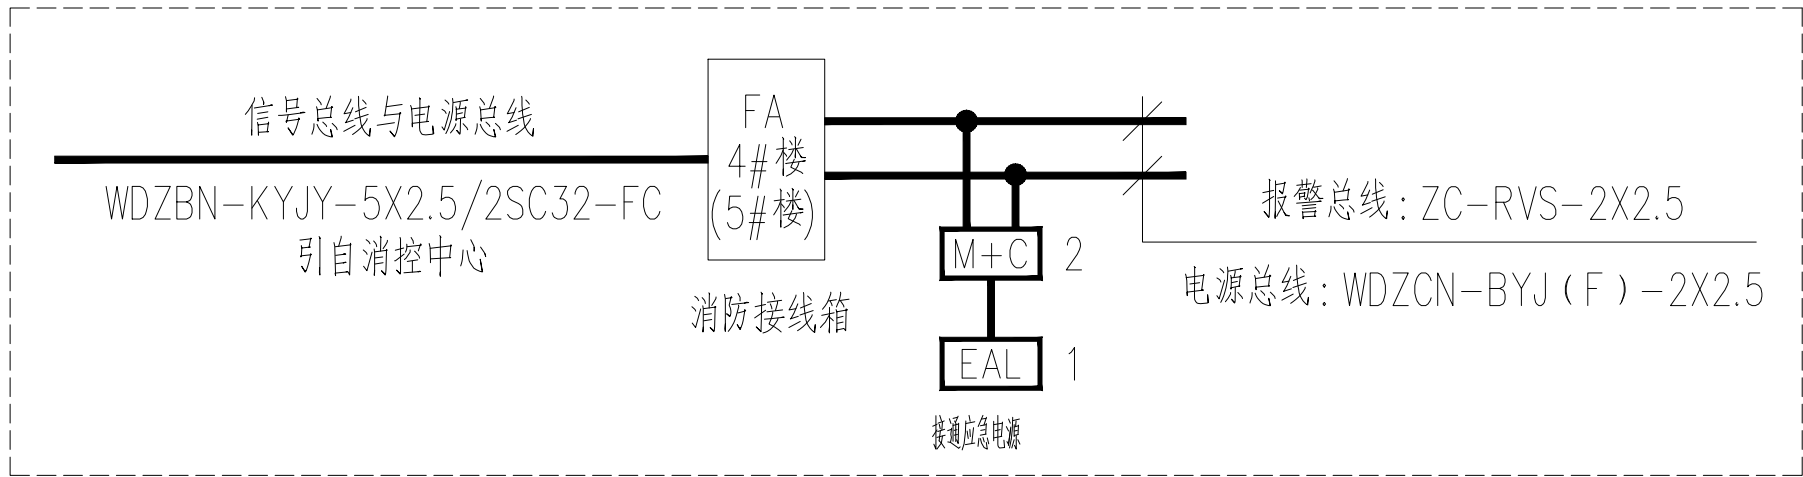 信号总线与电源总线
WDZBN-KYJY-5X2.5/2SC32-FC
引自消控中心
FA
4#楼
(5#楼)
消防接线箱
M+C 2
EAL 1
接通应急电源
报警总线:ZC-RVS-2X2.5
电源总线:WDZCN-BYJ(F)-2X2.5